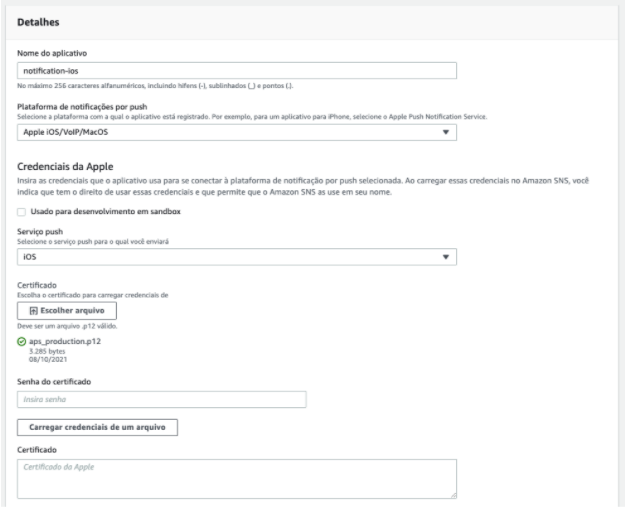 Detalhes
Nome do aplicativo
notification-ios
No máximo 256 caracteres alfanuméricos, incluindo hifens (-), sublinhados (_) e pontos (.).
Plataforma de notificações por push
Selecione a plataforma com a qual o aplicativo está registrado. Por exemplo, para um aplicativo para iPhone, selecione o Apple Push Notification Service.
Apple iOS/VoIP/MacOS
Credenciais da Apple
Insira as credenciais que o aplicativo usa para se conectar à plataforma de notificação por push selecionada. Ao carregar essas credenciais no Amazon SNS, você
indica que tem o direito de usar essas credenciais e que permite que o Amazon SNS as use em seu nome.
Usado para desenvolvimento em sandbox
Serviço push
Selecione o serviço push para o qual você enviará
iOS
Certificado
Escolha o certificado para carregar credenciais de
Escolher arquivo
Deve ser um arquivo .p12 válido.
aps_production.p12
3.285 bytes
08/10/2021
Senha do certificado
Insira senha
Carregar credenciais de um arquivo
Certificado
Certificado da Apple